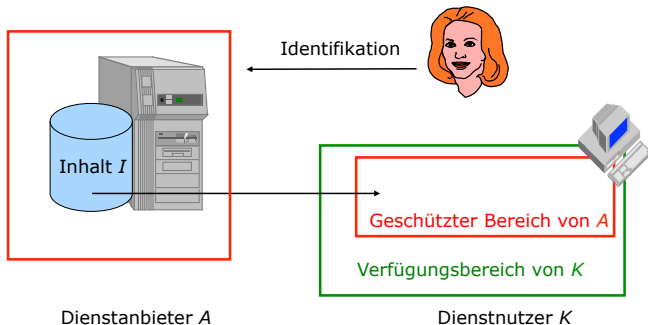 Identifikation
Inhalt I
Geschützter Bereich von A
Verfügungsbereich von K
Dienstanbieter A
Dienstnutzer K